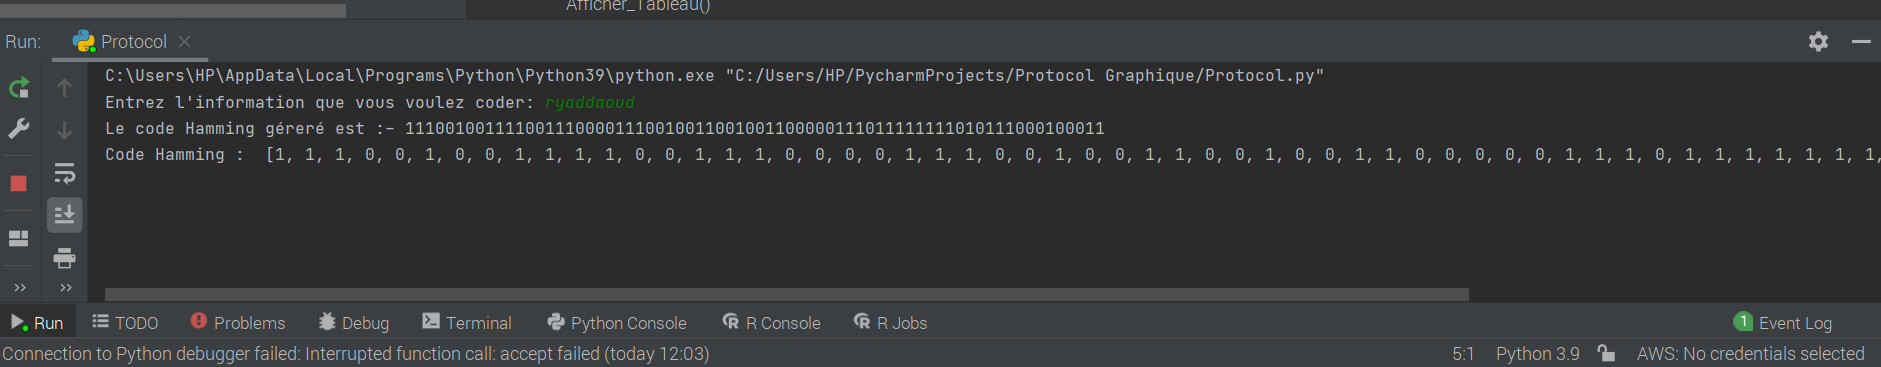 Afficher_Tableau()
Run: Protocol
C:\Users\HP\AppData\Local\Programs\Python\Python39\python.exe "C:/Users/HP/PycharmProjects/Protocol Graphique/Protocol.py"
Entrez l'information que vous voulez coder: ryaddaoud
Le code Hamming géreré est :- 1110010011110011100001110010011001001100000111011111111010111000100011
Code Hamming :  [1, 1, 1, 0, 0, 1, 0, 0, 1, 1, 1, 1, 0, 0, 1, 1, 1, 0, 0, 0, 0, 1, 1, 1, 0, 0, 1, 0, 0, 1, 1, 0, 0, 1, 0, 0, 1, 1, 0, 0, 0, 0, 0, 1, 1, 1, 0, 1, 1, 1, 1, 1, 1, 1,
Run TODO Problems Debug Terminal Python Console R Console R Jobs 1 Event Log
Connection to Python debugger failed: Interrupted function call: accept failed (today 12:03) 5:1 Python 3.9 AWS: No credentials selected